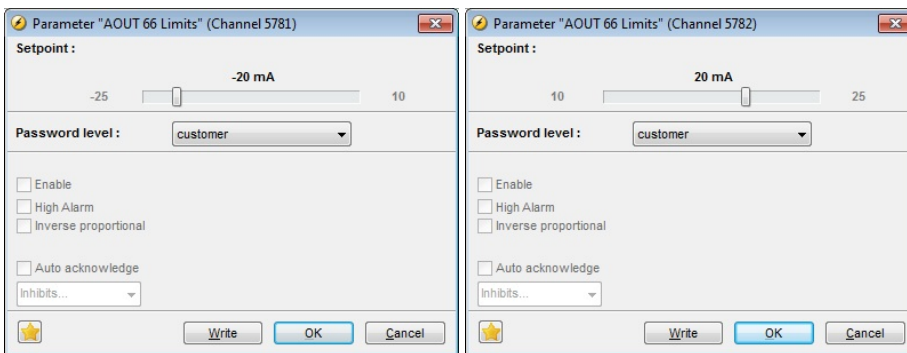 Parameter "AOUT 66 Limits" (Channel 5781)
Setpoint :
-20 mA
-25 10
Password level : customer
Enable
High Alarm
Inverse proportional
Auto acknowledge
Inhibits...
Write OK Cancel
Parameter "AOUT 66 Limits" (Channel 5782)
Setpoint :
20 mA
10 25
Password level : customer
Enable
High Alarm
Inverse proportional
Auto acknowledge
Inhibits...
Write OK Cancel